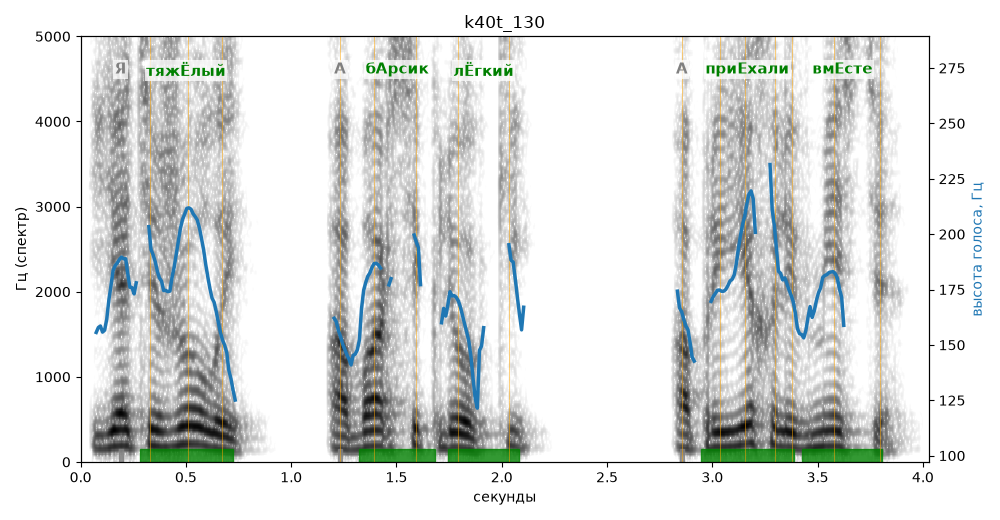 k40t_130
Я тяжЁлый А бАрсик лЁгкий А приЕхали вмЕсте
5000
4000
3000
2000
1000
0
Гц (спектр)
275
250
225
200
175
150
125
100
высота голоса, Гц
0.0 0.5 1.0 1.5 2.0 2.5 3.0 3.5 4.0
секунды